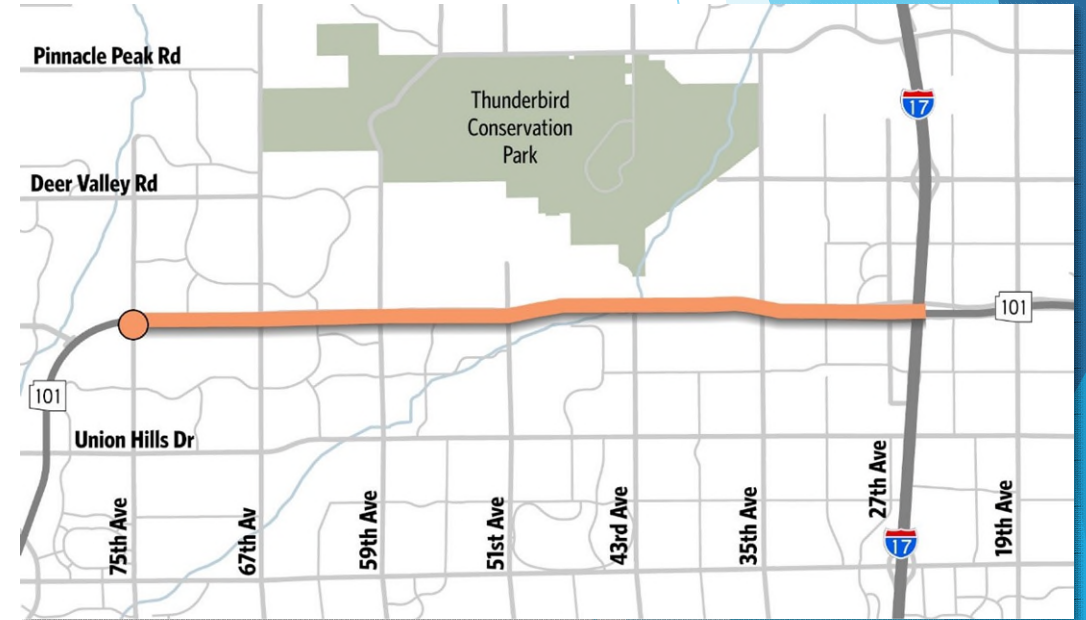 Pinnacle Peak Rd
Thunderbird
Conservation
Park
17
Deer Valley Rd
101
101
Union Hills Dr
75th Ave
67th Av
59th Ave
51st Ave
43rd Ave
35th Ave
27th Ave
17
19th Ave